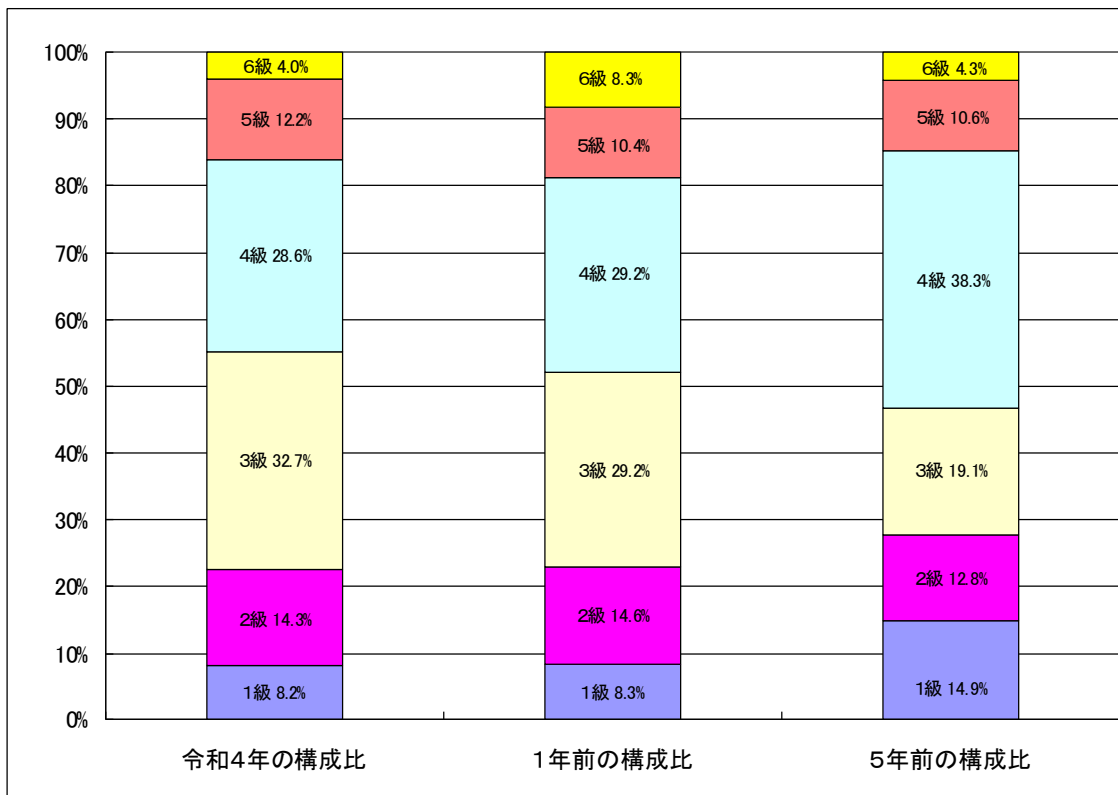 100%
90%
80%
70%
60%
50%
40%
30%
20%
10%
0%
6級 4.0%
5級 12.2%
4級 28.6%
3級 32.7%
2級 14.3%
1級 8.2%
6級 8.3%
5級 10.4%
4級 29.2%
3級 29.2%
2級 14.6%
1級 8.3%
6級 4.3%
5級 10.6%
4級 38.3%
3級 19.1%
2級 12.8%
1級 14.9%
令和4年の構成比
1年前の構成比
5年前の構成比